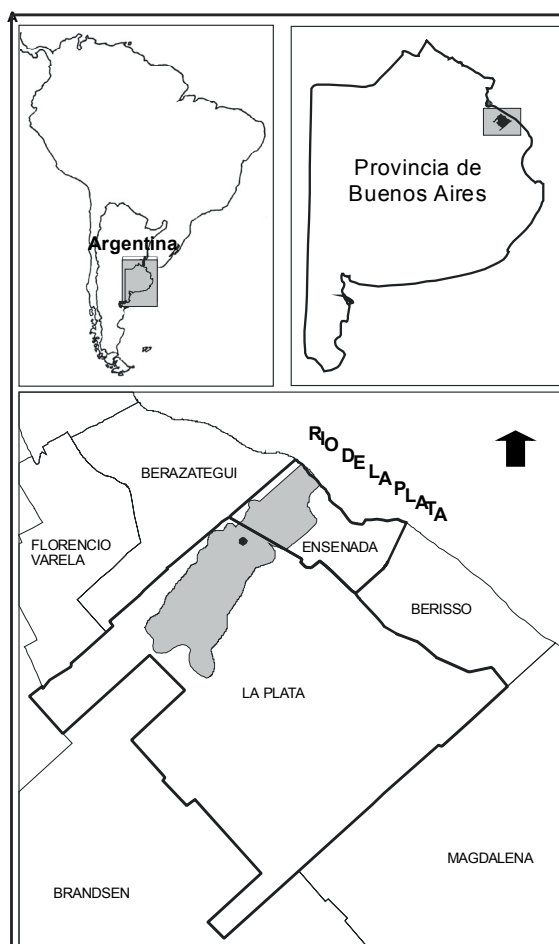 A
Argentina
Provincia de
Buenos Aires
RIO DE LA PLATA
BERAZATEGUI
FLORENCIO
VARELA
ENSENADA
BERISSO
LA PLATA
MAGDALENA
BRANDSEN